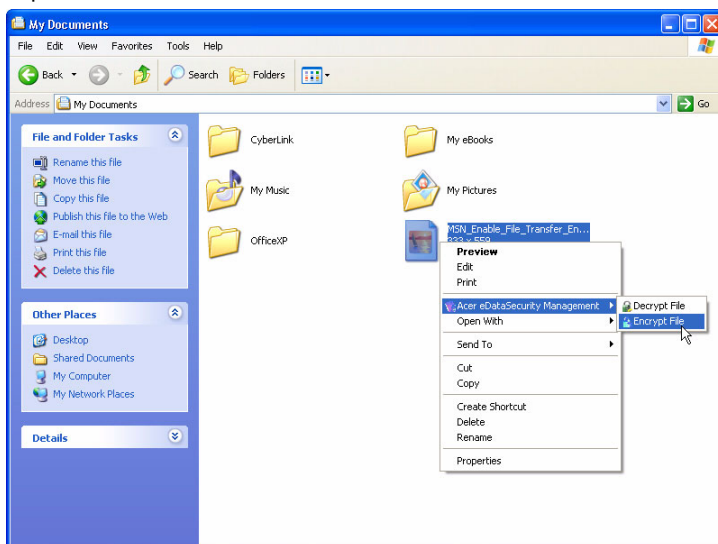 My Documents
File Edit View Favorites Tools Help
Back Search Folders
Address My Documents Go
File and Folder Tasks
Rename this file
Move this file
Copy this file
Publish this file to the Web
E-mail this file
Print this file
Delete this file
Other Places
Desktop
Shared Documents
My Computer
My Network Places
Details
CyberLink
My eBooks
My Music
My Pictures
OfficeXP
MSN_Enable_File_Transfer_En...
Preview
Edit
Print
Acer eDataSecurity Management
Open With
Send To
Cut
Copy
Create Shortcut
Delete
Rename
Properties
Decrypt File
Encrypt File